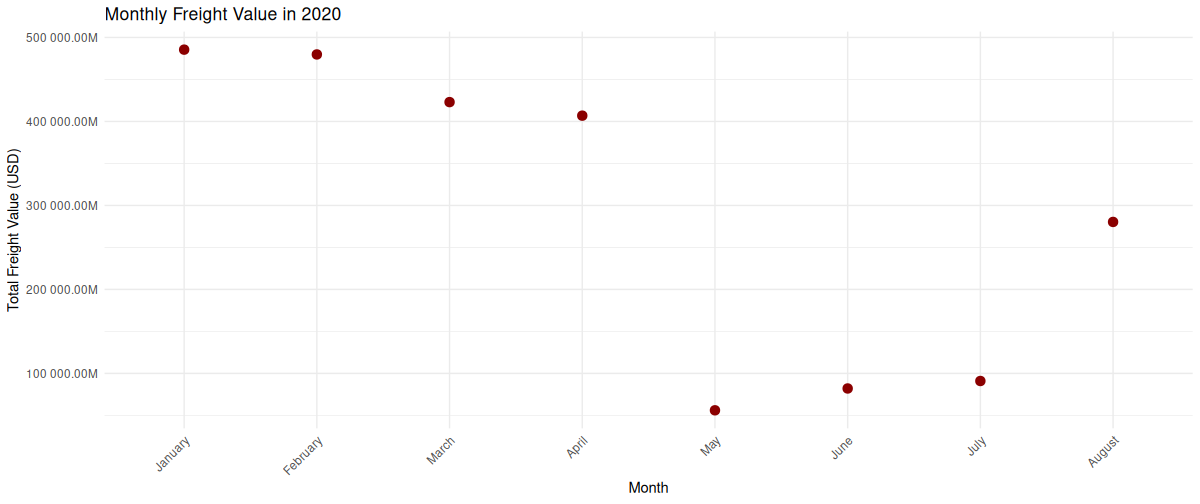 Monthly Freight Value in 2020
Total Freight Value (USD)
500 000.00M
400 000.00M
300 000.00M
200 000.00M
100 000.00M
January
February
March
April
May
June
July
August
Month